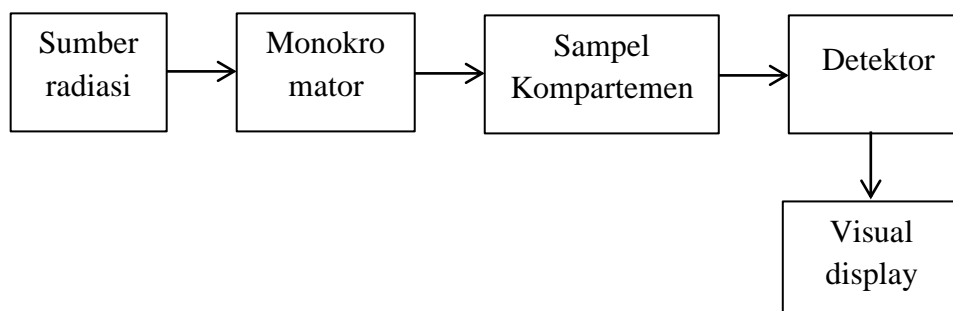 Sumber
radiasi
Monokro
mator
Sampel
Kompartemen
Detektor
Visual
display